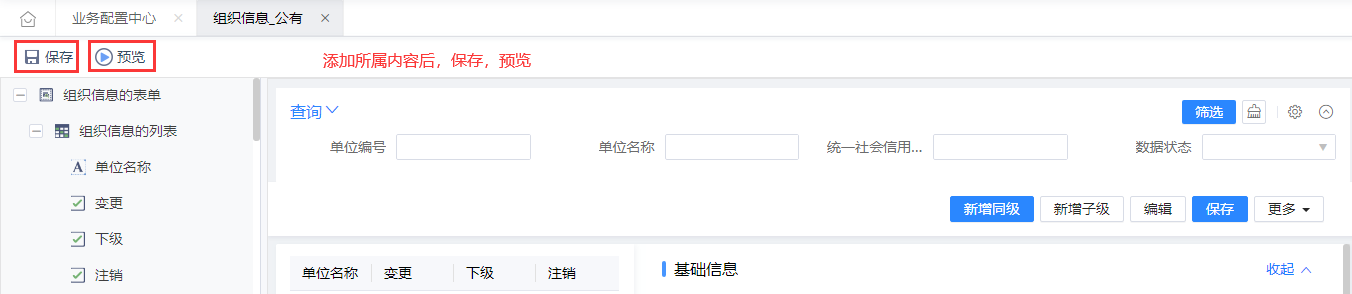 业务配置中心 组织信息_公有
保存 预览 添加所属内容后，保存，预览
组织信息的表单
组织信息的列表
单位名称
变更
下级
注销
查询 筛选
单位编号 单位名称 统一社会信用... 数据状态
新增同级 新增子级 编辑 保存 更多
单位名称 变更 下级 注销 基础信息 收起